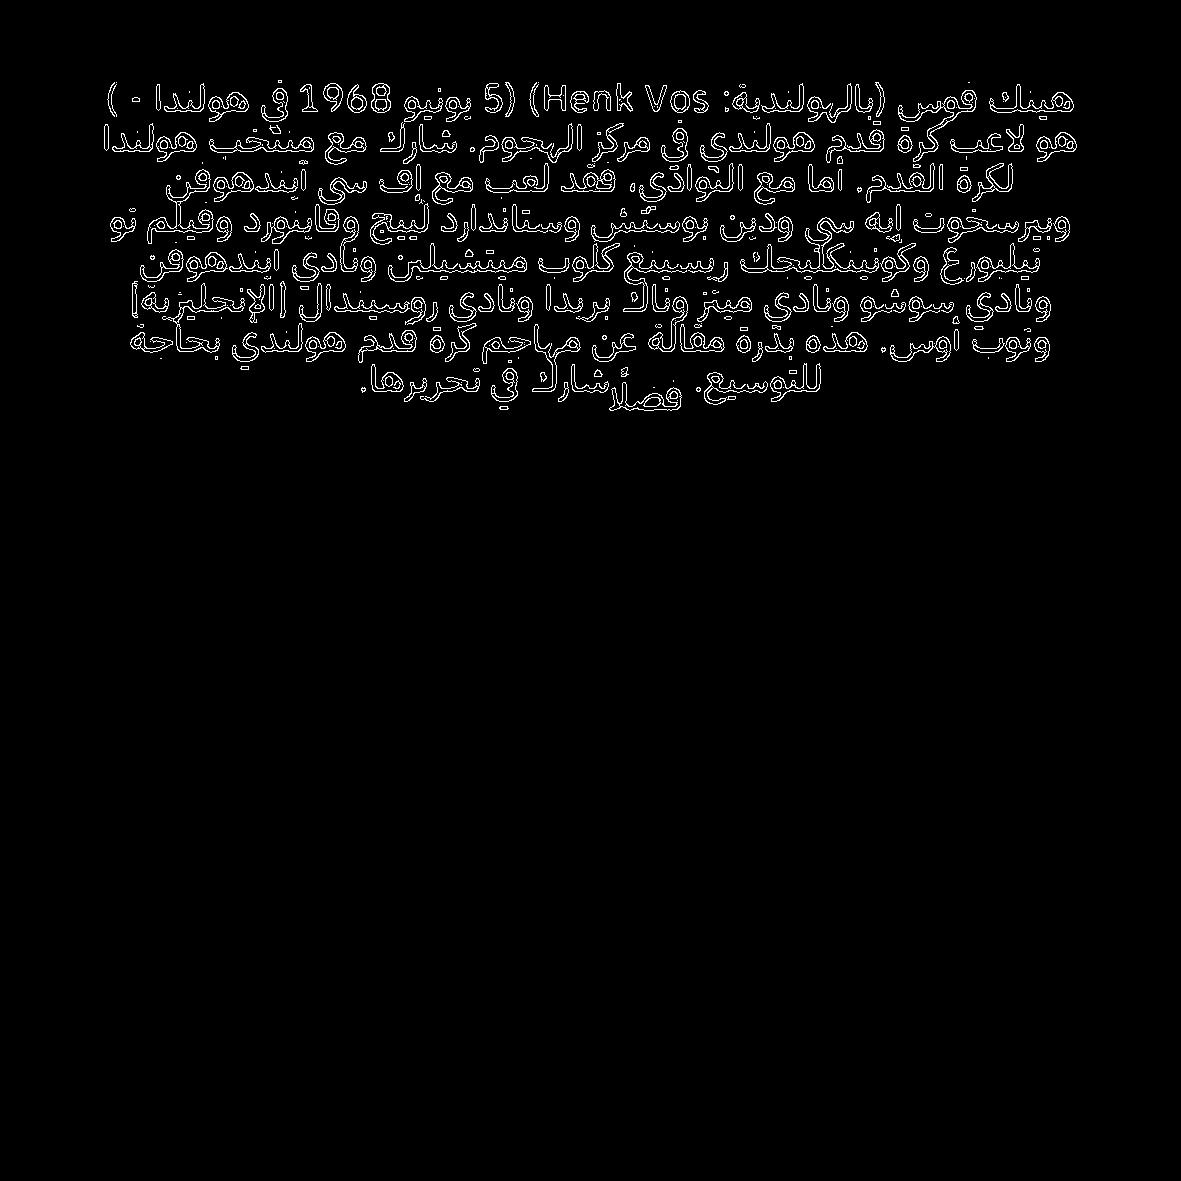 هينك فوس (بالهولندية: Henk Vos) (5 يونيو 1968 في هولندا - )
هو لاعب كرة قدم هولندي في مركز الهجوم. شارك مع منتخب هولندا
لكرة القدم. أما مع النوادي، فقد لعب مع إف سي أيندهوفن
وبيرسخوت إيه سي ودين بوستش وستاندارد لييج وفاينورد وفيلم تو
تيلبورغ وكونينكليجك ريسينغ كلوب ميتشيلين ونادي آيندهوفن
ونادي سوشو ونادي ميتز وناك بريدا ونادي روسيندال [الإنجليزية]
وتوب أوس. هذه بذرة مقالة عن مهاجم كرة قدم هولندي بحاجة
للتوسيع. فضلًا شارك في تحريرها.